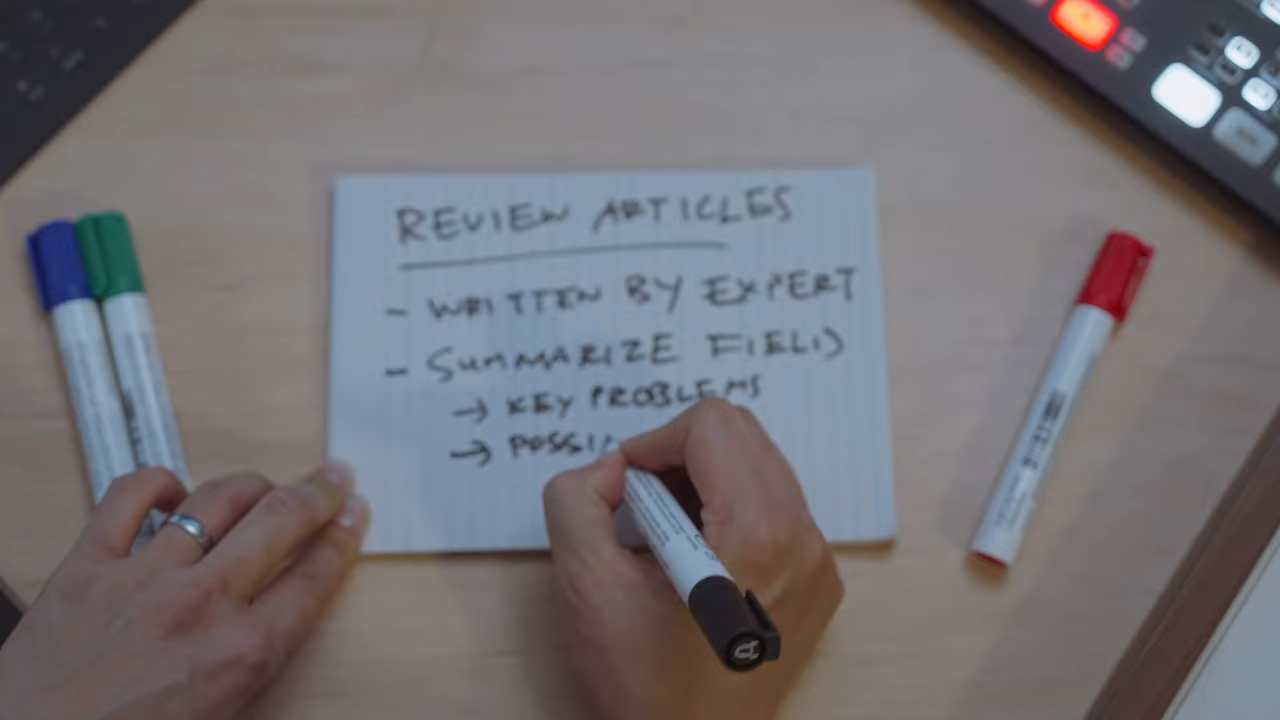 REVIEW ARTICLES
- WRITTEN BY EXPERT
- SUMMARIZE FIELD
→ KEY PROBLEMS
→